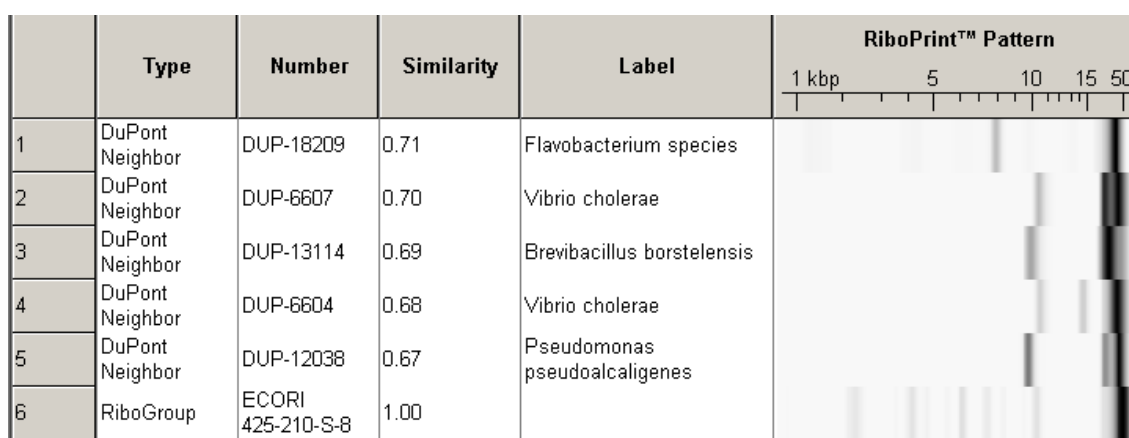 Type Number Similarity Label RiboPrint™ Pattern
1 kbp 5 10 15 50
1 DuPont Neighbor DUP-18209 0.71 Flavobacterium species
2 DuPont Neighbor DUP-6607 0.70 Vibrio cholerae
3 DuPont Neighbor DUP-13114 0.69 Brevibacillus borstelensis
4 DuPont Neighbor DUP-6604 0.68 Vibrio cholerae
5 DuPont Neighbor DUP-12038 0.67 Pseudomonas pseudoalcaligenes
6 RiboGroup ECORI 425-210-S-8 1.00